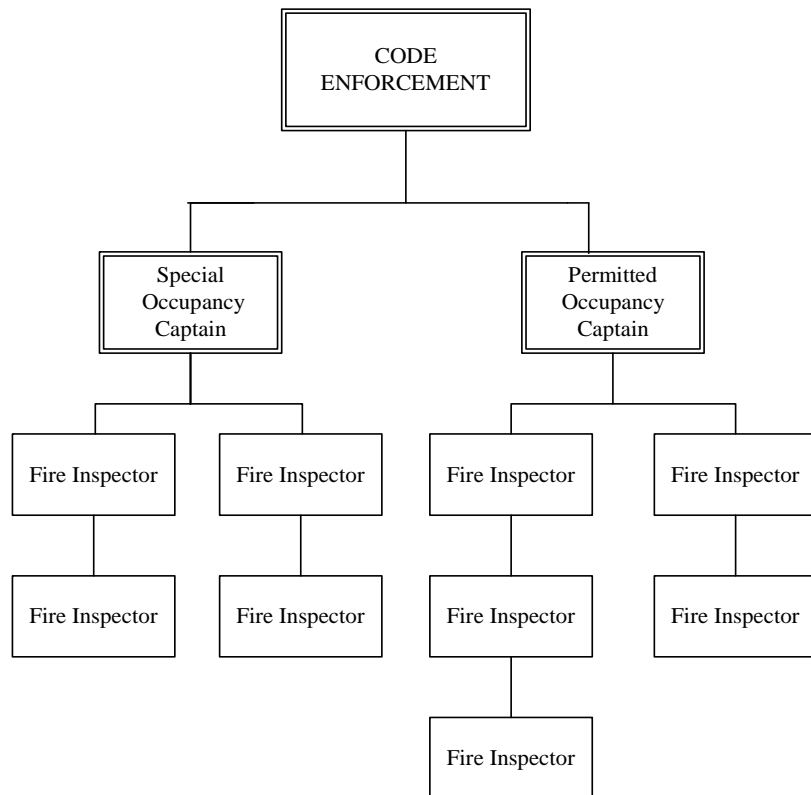 CODE
ENFORCEMENT
Special
Occupancy
Captain
Permitted
Occupancy
Captain
Fire Inspector
Fire Inspector
Fire Inspector
Fire Inspector
Fire Inspector
Fire Inspector
Fire Inspector
Fire Inspector
Fire Inspector